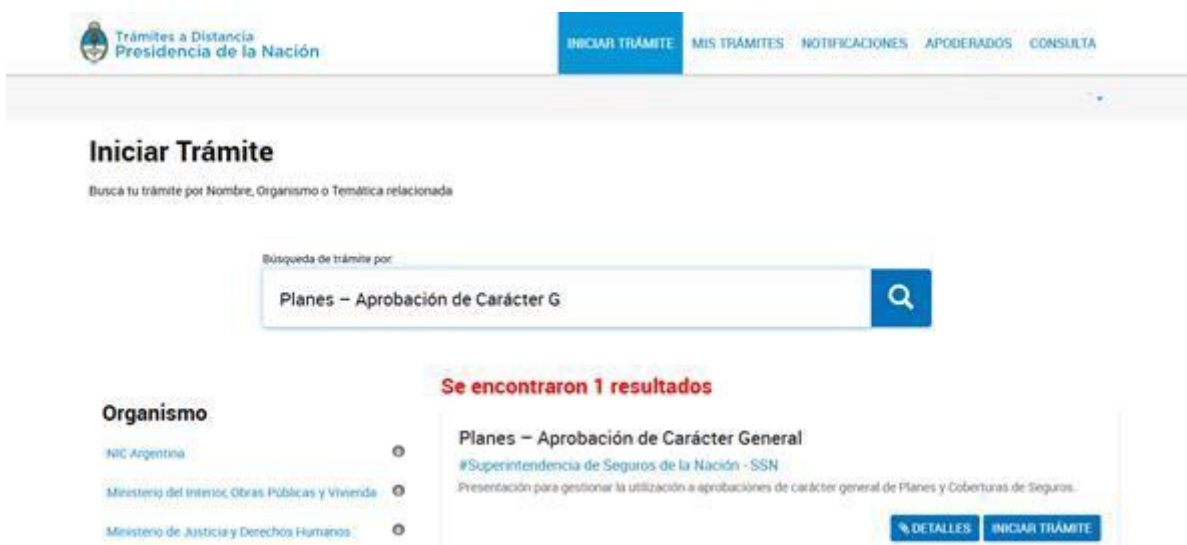 Trámites a Distancia
Presidencia de la Nación
INICIAR TRÁMITE MIS TRÁMITES NOTIFICACIONES APODERADOS CONSULTA
Iniciar Trámite
Busca tu trámite por Nombre, Organismo o Temática relacionada
Búsqueda de trámite por:
Planes – Aprobación de Carácter G
Se encontraron 1 resultados
Organismo
NIC Argentina
Ministerio del Interior, Obras Públicas y Vivienda
Ministerio de Justicia y Derechos Humanos
Planes – Aprobación de Carácter General
#Superintendencia de Seguros de la Nación - SSN
Presentación para gestionar la utilización a aprobaciones de carácter general de Planes y Coberturas de Seguros.
DETALLES INICIAR TRÁMITE